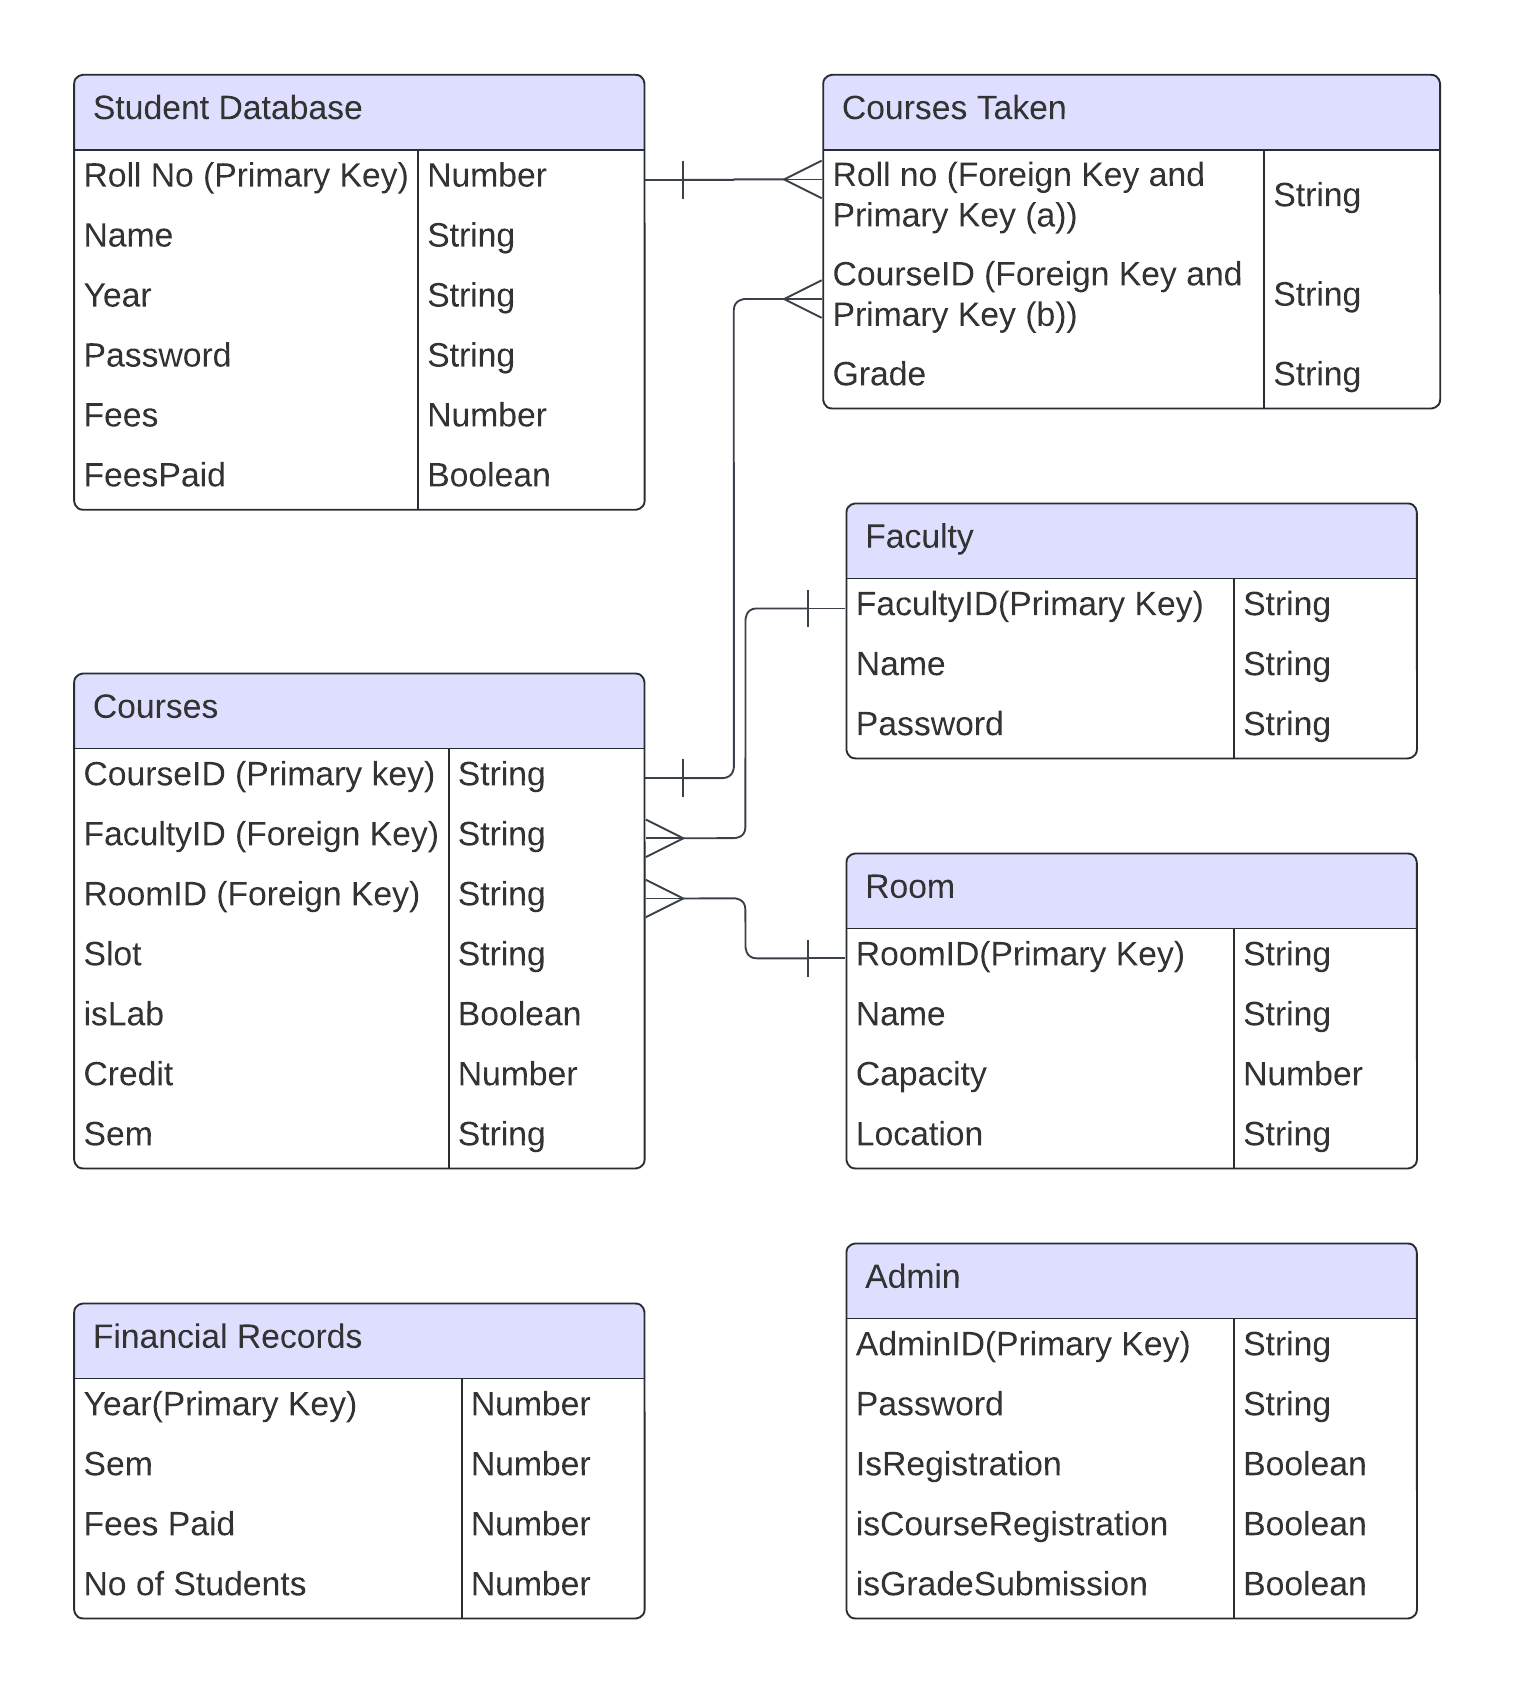 Student Database
Roll No (Primary Key) Number
Name String
Year String
Password String
Fees Number
FeesPaid Boolean
Courses Taken
Roll no (Foreign Key and
Primary Key (a)) String
CourseID (Foreign Key and
Primary Key (b)) String
Grade String
Faculty
FacultyID(Primary Key) String
Name String
Password String
Courses
CourseID (Primary key) String
FacultyID (Foreign Key) String
RoomID (Foreign Key) String
Slot String
isLab Boolean
Credit Number
Sem String
Room
RoomID(Primary Key) String
Name String
Capacity Number
Location String
Financial Records
Year(Primary Key) Number
Sem Number
Fees Paid Number
No of Students Number
Admin
AdminID(Primary Key) String
Password String
IsRegistration Boolean
isCourseRegistration Boolean
isGradeSubmission Boolean